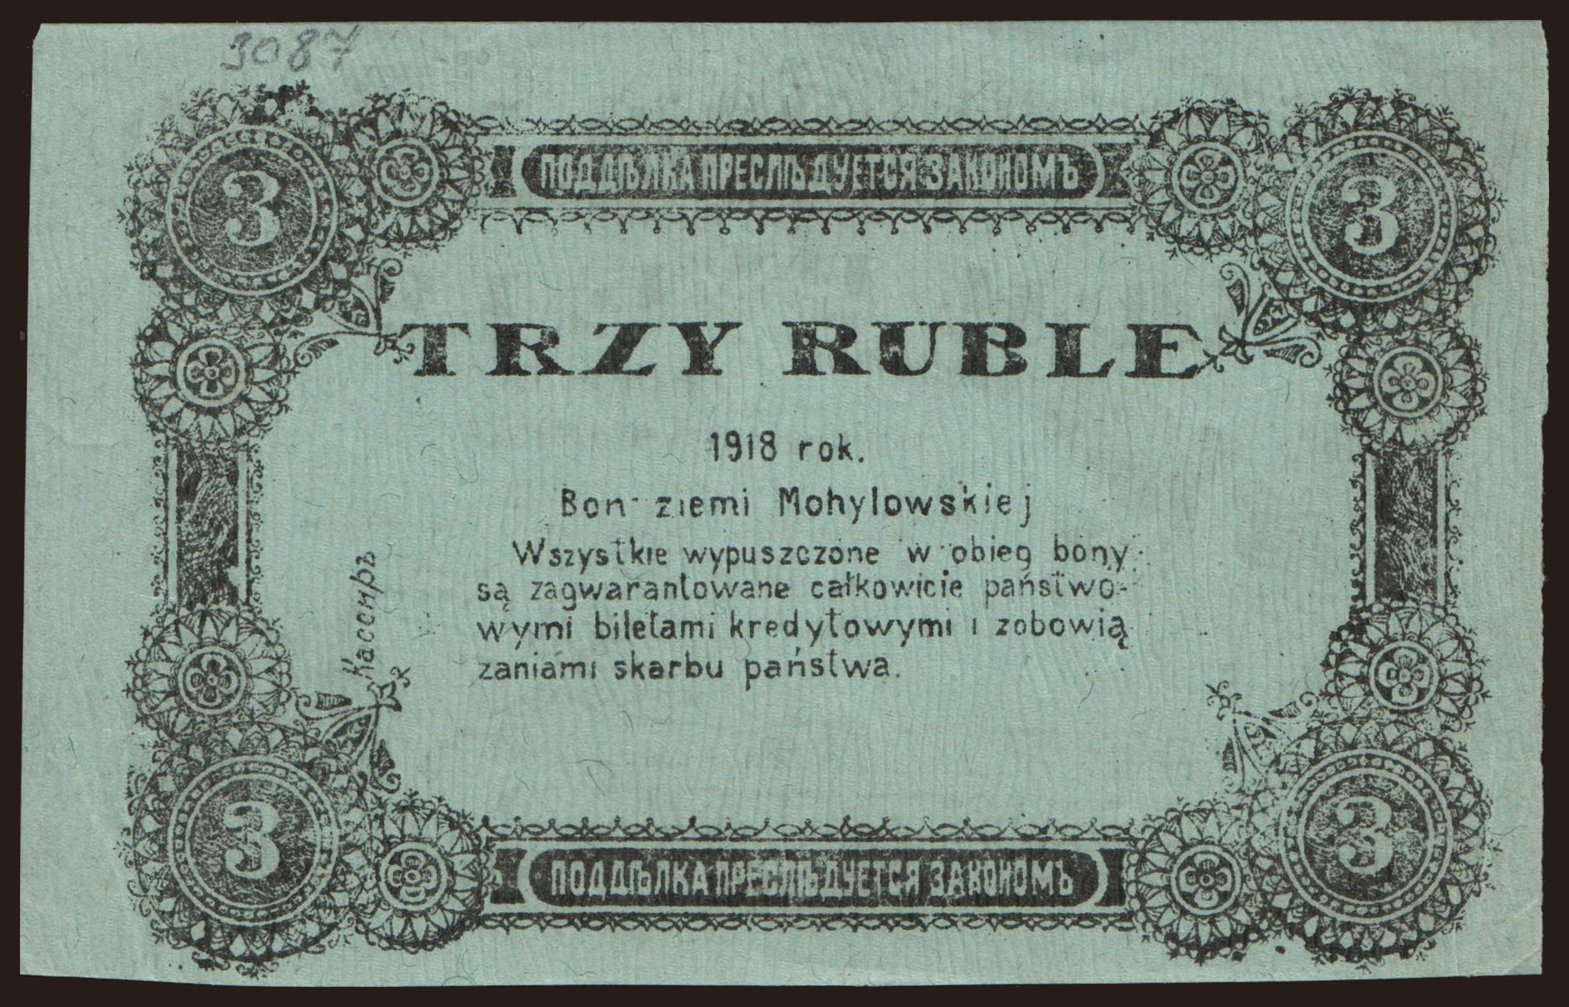 3087
ПОДДѢЛКА ПРЕСЛѢДУЕТСЯ ЗАКОНОМЪ
3
3
TRZY RUBLE
1918 rok.
Bon ziemi Mohylowskiej
Wszystkie wypuszczone w obieg bony
są zagwarantowane całkowicie państwo-
wymi biletami kredytowymi i zobowią
zaniami skarbu państwa.
Кассиръ
3
3
ПОДДѢЛКА ПРЕСЛѢДУЕТСЯ ЗАКОНОМЪ